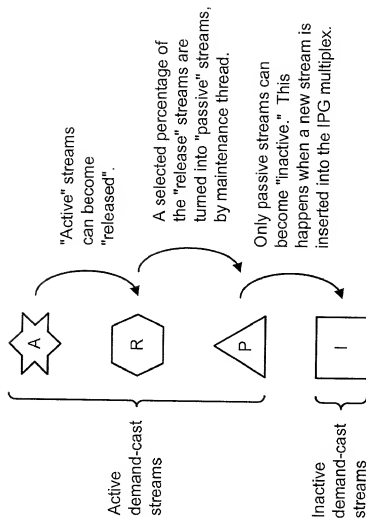 Active
demand-cast
streams
Inactive
demand-cast
streams
A
R
P
I
"Active" streams
can become
"released".
A selected percentage of
the "release" streams are
turned into "passive" streams,
by maintenance thread.
Only passive streams can
become "inactive." This
happens when a new stream is
inserted into the IPG multiplex.